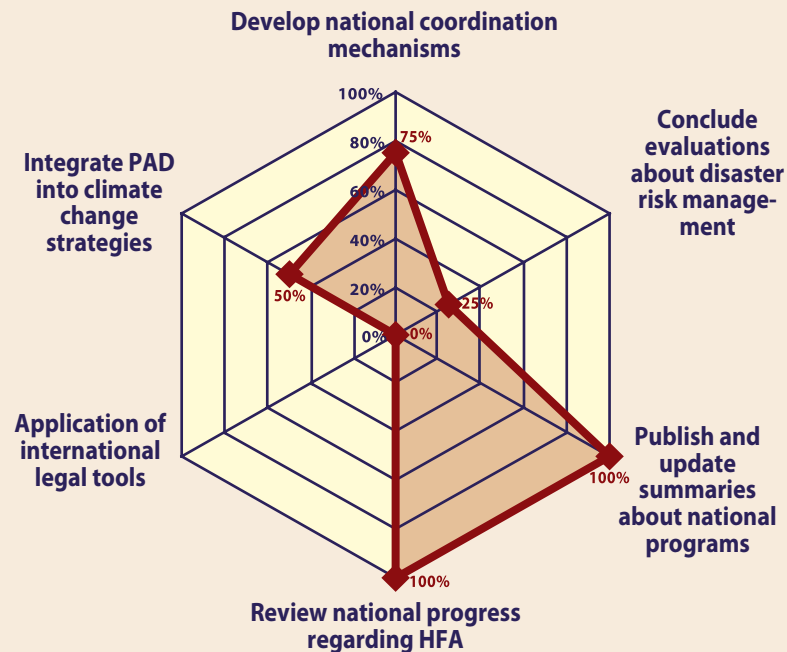 Develop national coordination
mechanisms
100%
75%
80%
60%
40%
20%
0%
0%
25%
50%
100%
100%
Conclude
evaluations
about disaster
risk manage-
ment
Publish and
update
summaries
about national
programs
Review national progress
regarding HFA
Application of
international
legal tools
Integrate PAD
into climate
change
strategies